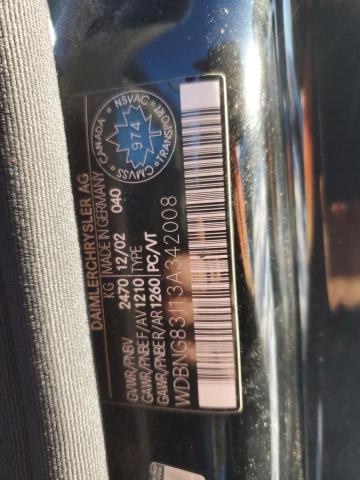 DAIMLERCHRYSLER AG
MADE IN GERMANY
KG 12/02 040
GVWR/PNBV 2470
GAWR/PNBE F/AV 1210 TYPE
GAWR/PNBE R/AR 1260 PC/VT
WDBNG83J13A342008
CANADA
NSVAC
974
CMVSS
TRANSPORT